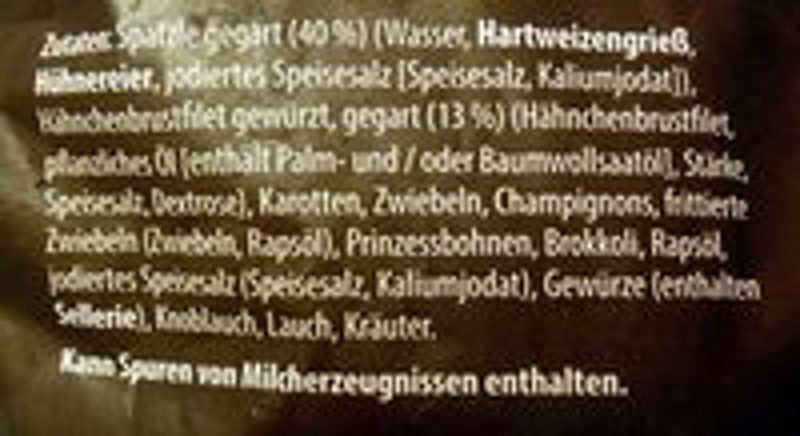 Zutaten: Spätzle gegart (40 %) (Wasser, Hartweizengrieß,
Hühnereier, jodiertes Speisesalz [Speisesalz, Kaliumjodat]),
Hähnchenbrustfilet gewürzt, gegart (13 %) (Hähnchenbrustfilet,
pflanzliches Öl [enthält Palm- und / oder Baumwollsaatöl], Stärke,
Speisesalz, Dextrose), Karotten, Zwiebeln, Champignons, frittierte
Zwiebeln (Zwiebeln, Rapsöl), Prinzessbohnen, Brokkoli, Rapsöl,
jodiertes Speisesalz (Speisesalz, Kaliumjodat), Gewürze (enthalten
Sellerie), Knoblauch, Lauch, Kräuter.
Kann Spuren von Milcherzeugnissen enthalten.